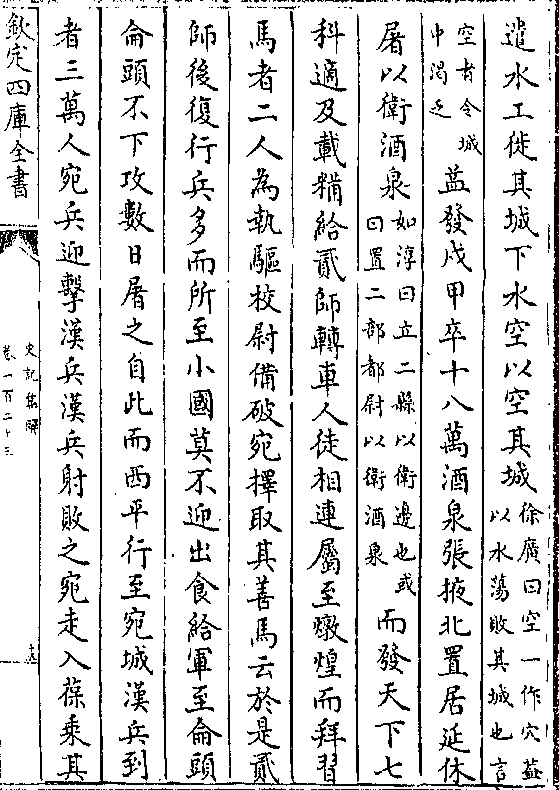 遣水工徙其城下水空以空其城徐廣曰空一作穴蓋以水蕩敗其城也言
空者令城中渴乏益發戍甲卒十八萬酒泉張掖北置居延休
屠以衛酒泉如淳曰立二縣以衛邊也或曰置二部都尉以衛酒泉而發天下七
科適及載糒給貳師轉車人徒相連屬至燉煌而拜習
馬者二人為執驅校尉備破宛擇取其善馬云於是貳
師後復行兵多而所至小國莫不迎出食給軍至侖頭
侖頭不下攻數日屠之自此而西平行至宛城漢兵到
者三萬人宛兵迎擊漢兵漢兵射敗之宛走入葆乘其
欽定四庫全書
史記集解
卷一百二十三